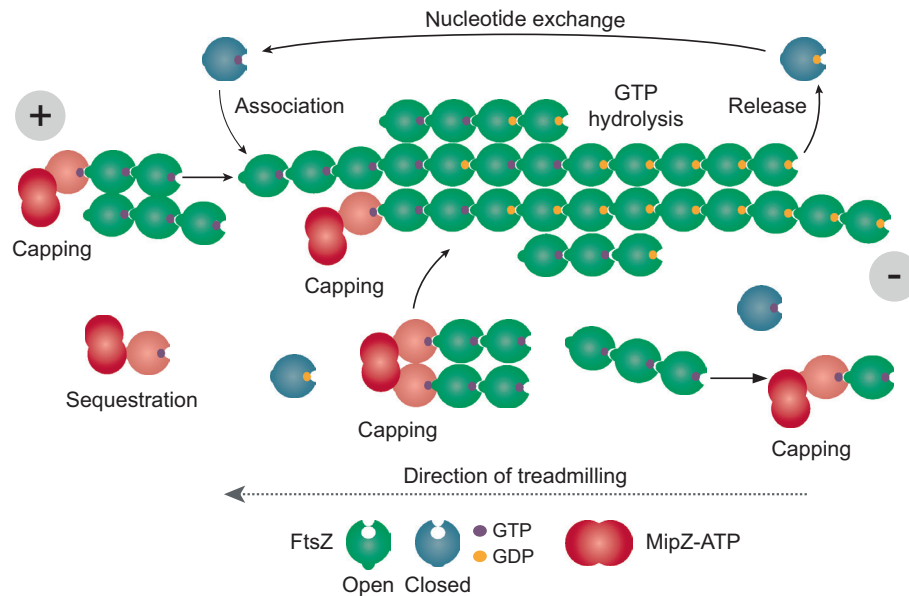 Nucleotide exchange
+
Association
GTP
hydrolysis
Release
Capping
Capping
-
Sequestration
Capping
Capping
Direction of treadmilling
FtsZ
Open
Closed
GTP
GDP
MipZ-ATP